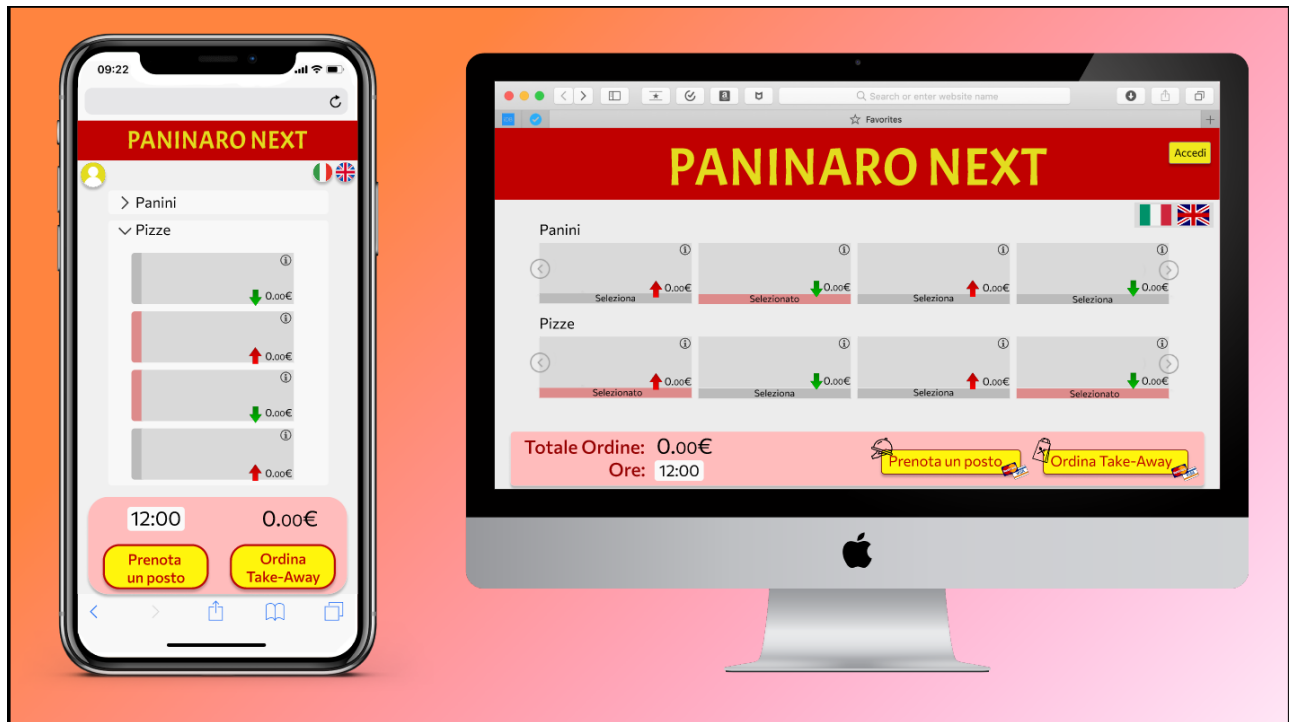 09:22
PANINARO NEXT
Panini
Pizze
0.00€
0.00€
0.00€
0.00€
12:00
0.00€
Prenota
un posto
Ordina
Take-Away
Search or enter website name
Favorites
PANINARO NEXT
Accedi
Panini
0.00€
0.00€
0.00€
0.00€
Seleziona
Selezionato
Seleziona
Seleziona
Pizze
0.00€
0.00€
0.00€
0.00€
Selezionato
Seleziona
Seleziona
Selezionato
Totale Ordine: 0.00€
Ore: 12:00
Prenota un posto
Ordina Take-Away